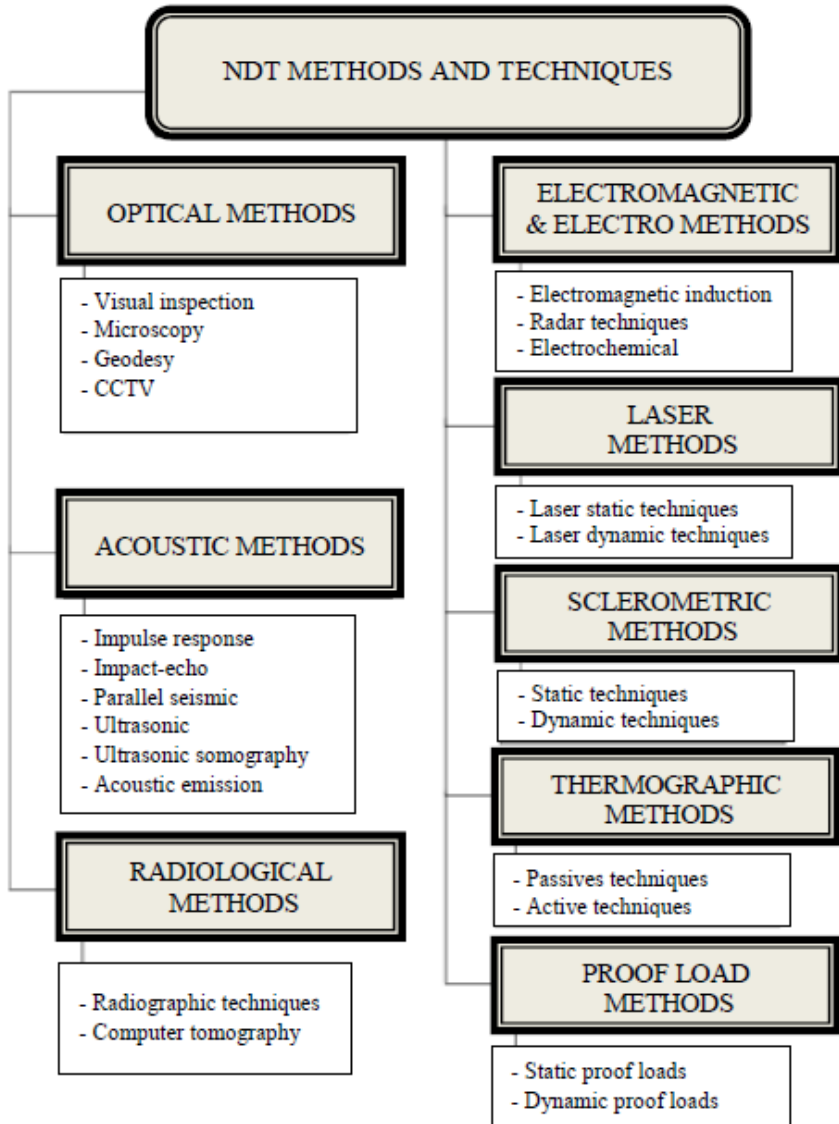 NDT METHODS AND TECHNIQUES
OPTICAL METHODS
- Visual inspection
- Microscopy
- Geodesy
- CCTV
ACOUSTIC METHODS
- Impulse response
- Impact-echo
- Parallel seismic
- Ultrasonic
- Ultrasonic somography
- Acoustic emission
RADIOLOGICAL
METHODS
- Radiographic techniques
- Computer tomography
ELECTROMAGNETIC
& ELECTRO METHODS
- Electromagnetic induction
- Radar techniques
- Electrochemical
LASER
METHODS
- Laser static techniques
- Laser dynamic techniques
SCLEROMETRIC
METHODS
- Static techniques
- Dynamic techniques
THERMOGRAPHIC
METHODS
- Passives techniques
- Active techniques
PROOF LOAD
METHODS
- Static proof loads
- Dynamic proof loads